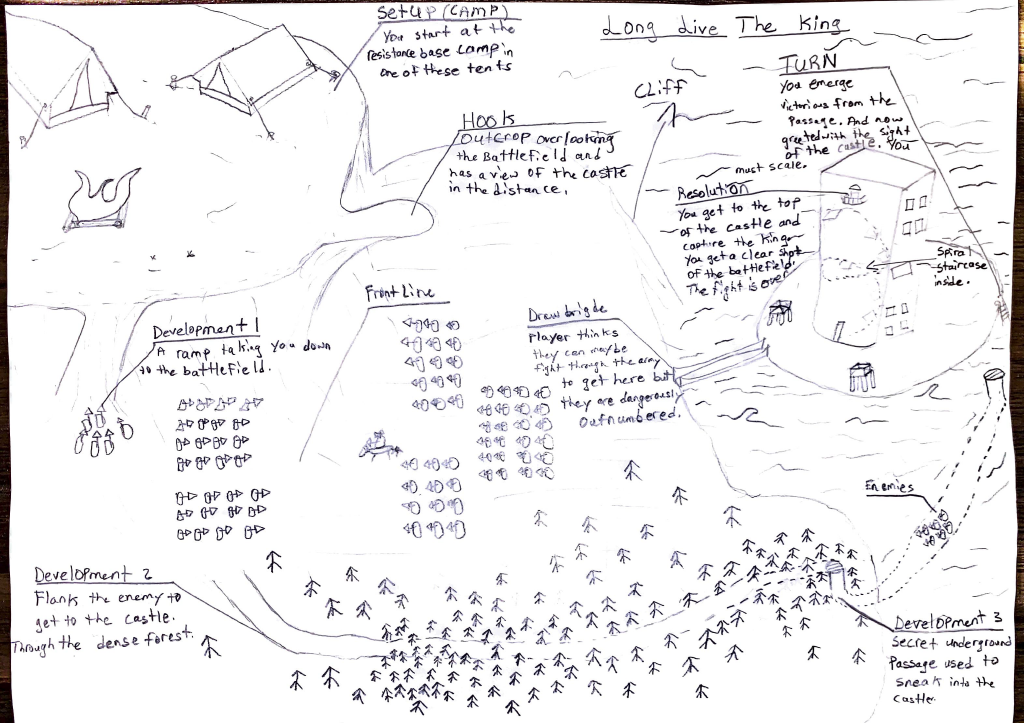 Long Live The King
SetUP (CAMP)
You start at the
resistance base camp in
one of these tents
HOOK
Outcrop overlooking
the Battlefield and
has a view of the castle
in the distance.
CLIFF
TURN
You emerge
victorious from the
Passage. And now
greeted with the sight
of the castle. You
must scale.
Resolution
You get to the top
of the castle and
capture the King.
You get a clear shot
of the battlefield.
The fight is over
Spiral
staircase
inside.
Front Line
Development 1
A ramp taking you down
to the battlefield.
Drawbrigde
Player thinks
they can maybe
fight through the army
to get here but
they are dangerously
outnumbered.
Enemies
Development 2
Flank the enemy to
get to the castle.
Through the dense forest.
Development 3
Secret underground
Passage used to
sneak into the
castle.